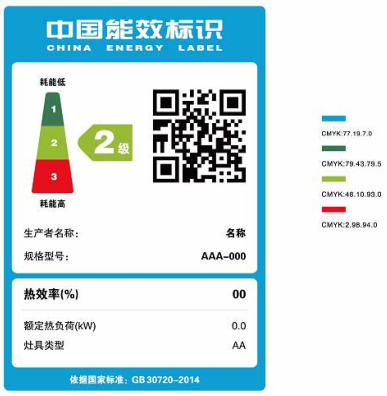 中国能效标识
CHINA ENERGY LABEL
耗能低
1
2
3
2级
耗能高
生产者名称： 名称
规格型号： AAA-000
热效率(%) 00
额定热负荷(kW) 0.0
灶具类型 AA
依据国家标准：GB 30720-2014
CMYK:77.19.7.0
CMYK:79.43.79.5
CMYK:48.10.93.0
CMYK:2.98.94.0